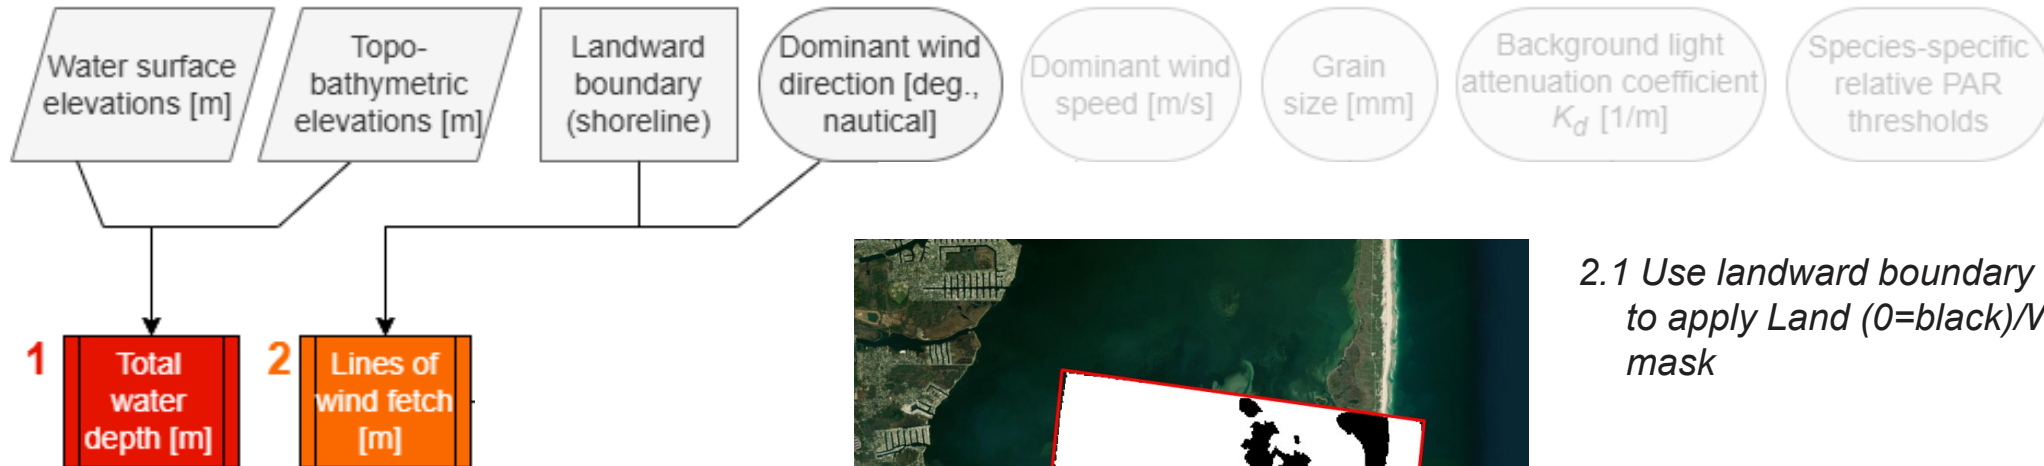 Water surface
elevations [m]
Topo-
bathymetric
elevations [m]
Landward
boundary
(shoreline)
Dominant wind
direction [deg.,
nautical]
Dominant wind
speed [m/s]
Grain
size [mm]
Background light
attenuation coefficient
K_d [1/m]
Species-specific
relative PAR
thresholds
1
Total
water
depth [m]
2
Lines of
wind fetch
[m]
2.1 Use landward boundary
to apply Land (0=black)/
mask